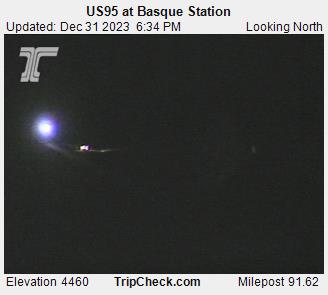 US95 at Basque Station
Updated: Dec 31 2023 6:34 PM Looking North
Elevation 4460 TripCheck.com Milepost 91.62